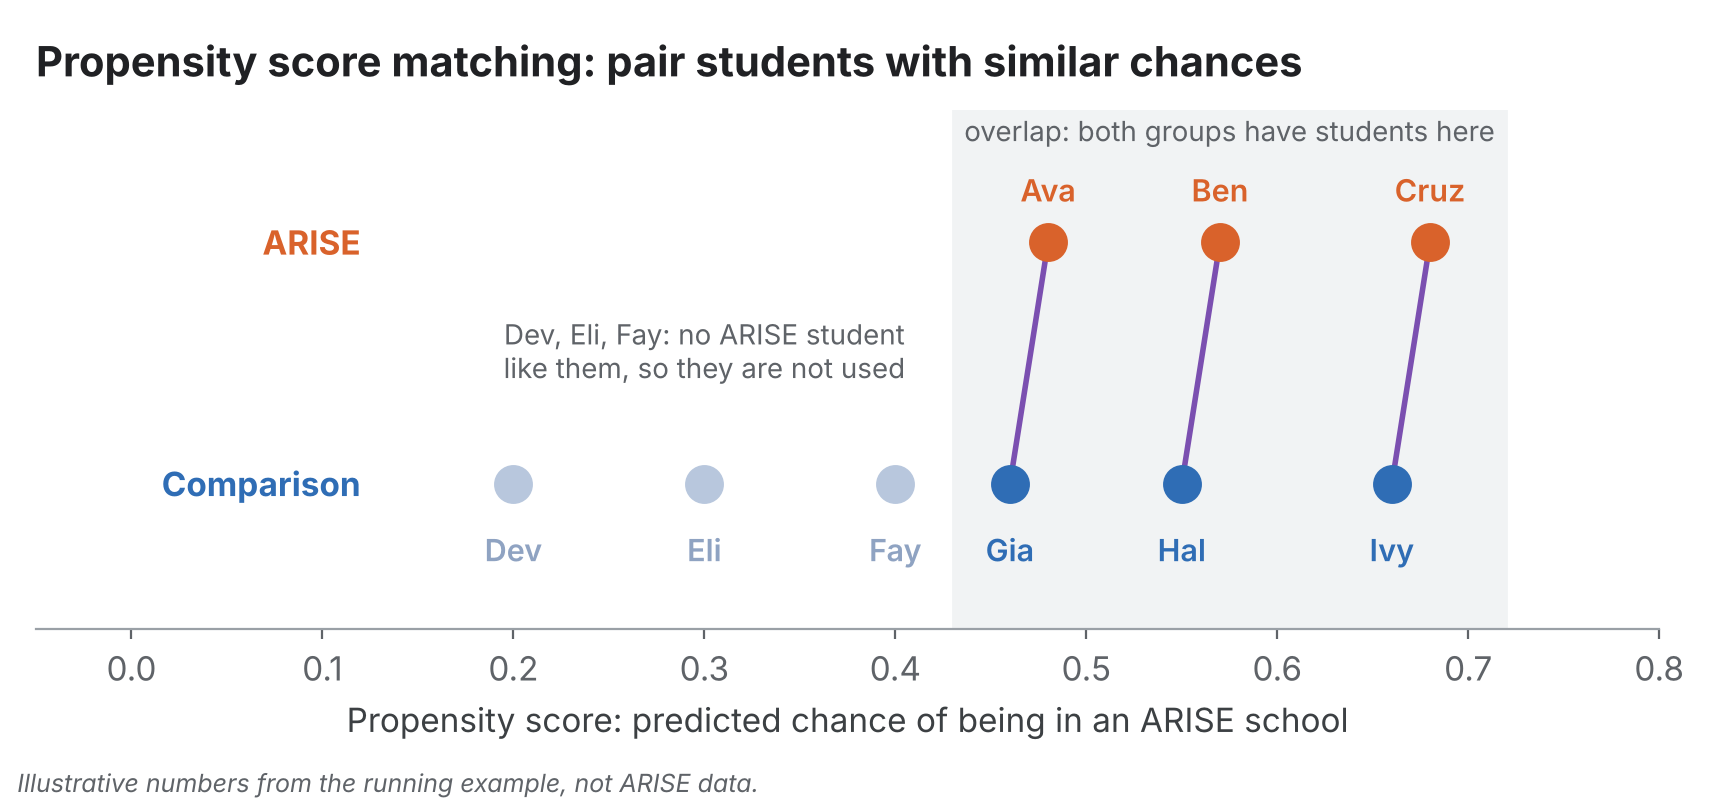 Propensity score matching: pair students with similar chances
overlap: both groups have students here
Ava
Ben
Cruz
ARISE
Dev, Eli, Fay: no ARISE student
like them, so they are not used
Comparison
Dev
Eli
Fay
Gia
Hal
Ivy
0.0
0.1
0.2
0.3
0.4
0.5
0.6
0.7
0.8
Propensity score: predicted chance of being in an ARISE school
Illustrative numbers from the running example, not ARISE data.